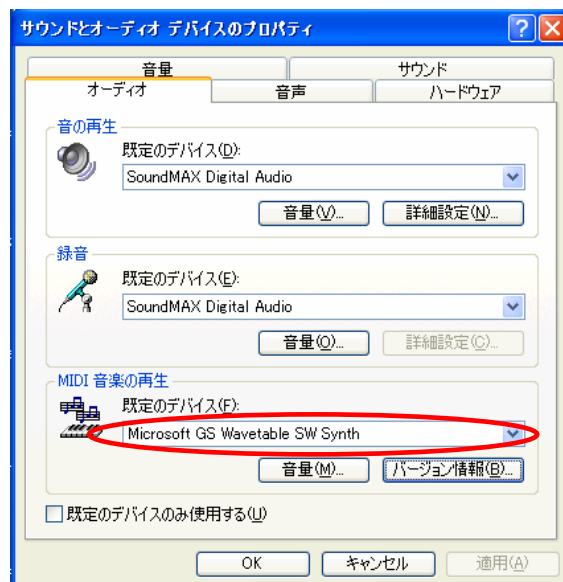 サウンドとオーディオ デバイスのプロパティ
音量 サウンド
オーディオ 音声 ハードウェア
音の再生
既定のデバイス(D):
SoundMAX Digital Audio
音量(V)... 詳細設定(N)...
録音
既定のデバイス(E):
SoundMAX Digital Audio
音量(O)... 詳細設定(C)...
MIDI 音楽の再生
既定のデバイス(F):
Microsoft GS Wavetable SW Synth
音量(M)... バージョン情報(B)...
既定のデバイスのみ使用する(U)
OK キャンセル 適用(A)